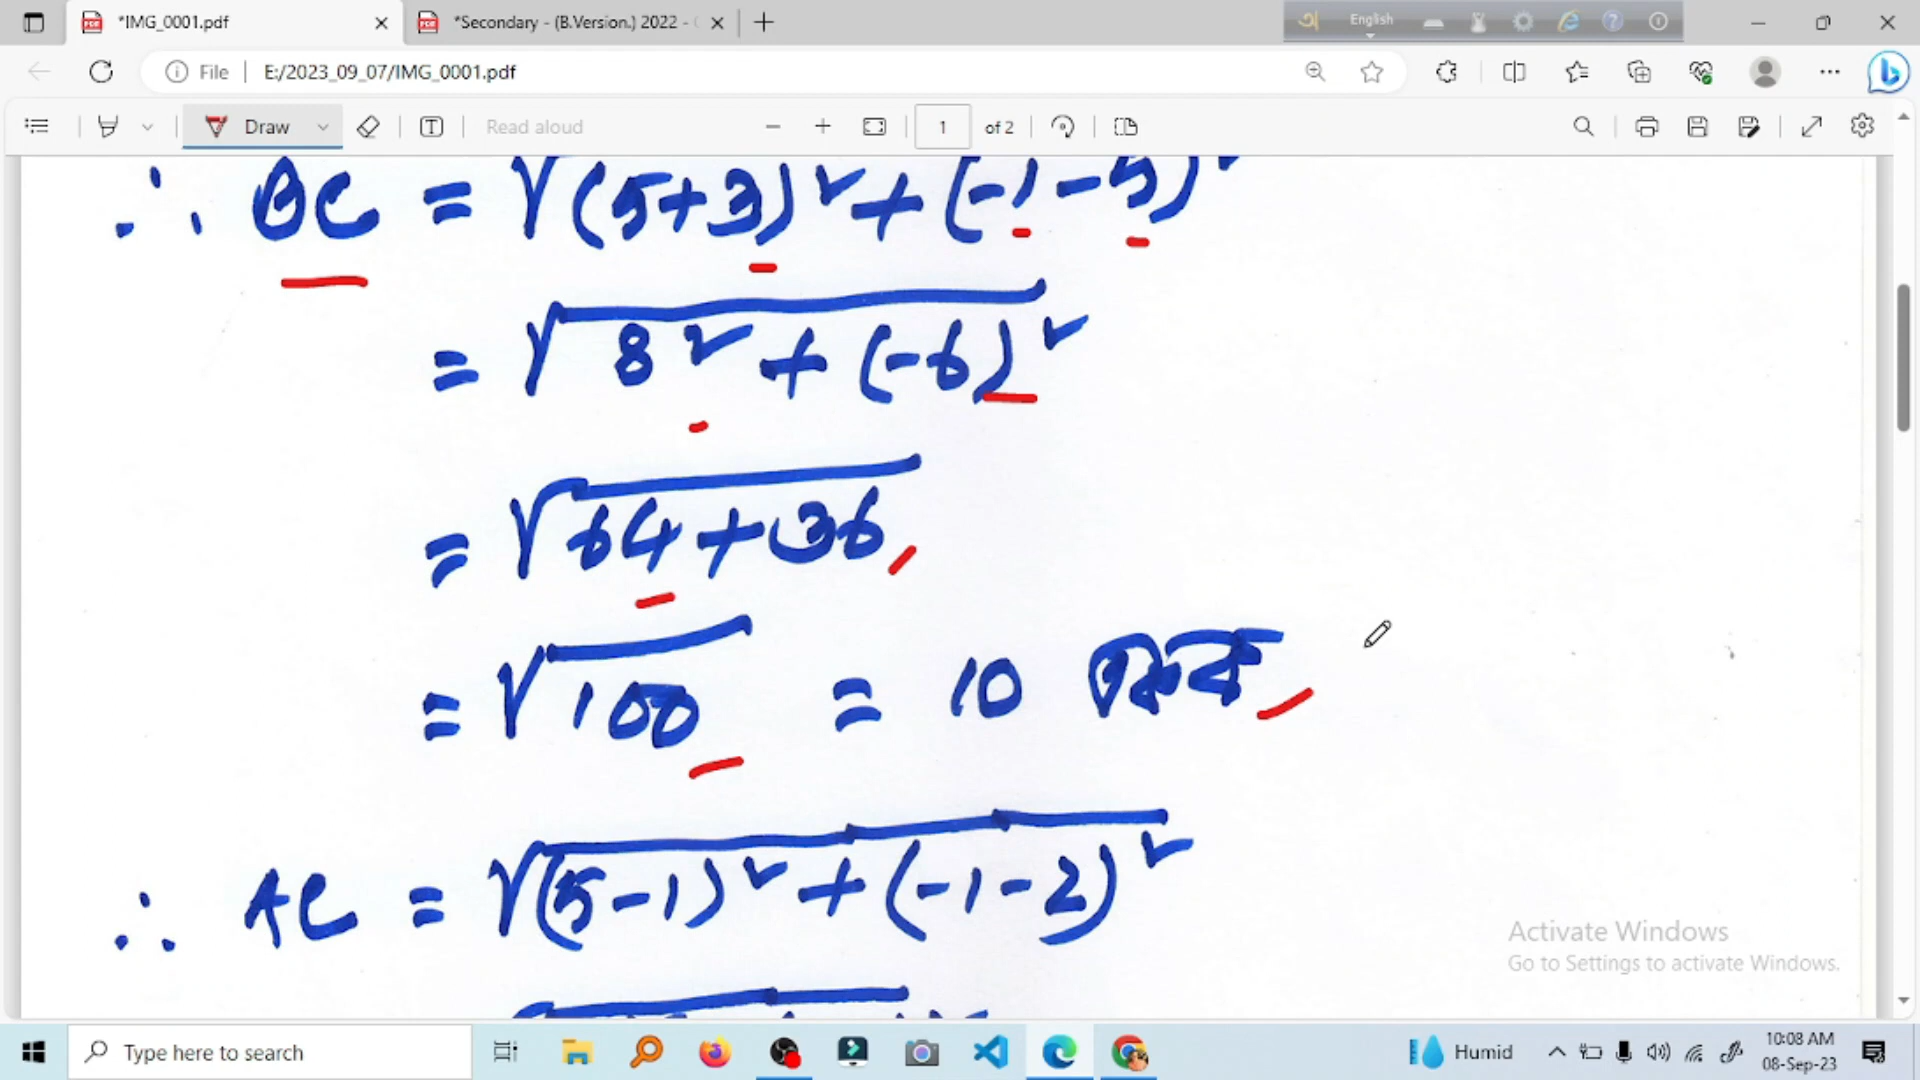 *IMG_0001.pdf
*Secondary - (B.Version.) 2022 -
English
File E:/2023_09_07/IMG_0001.pdf
Draw Read aloud 1 of 2
∴ BC = √(5+3)² + (-1-5)²
= √8² + (-6)²
= √64+36
= √100 = 10 একক
∴ AC = √(5-1)² + (-1-2)²
Activate Windows
Go to Settings to activate Windows.
Type here to search
Humid
10:08 AM
08-Sep-23